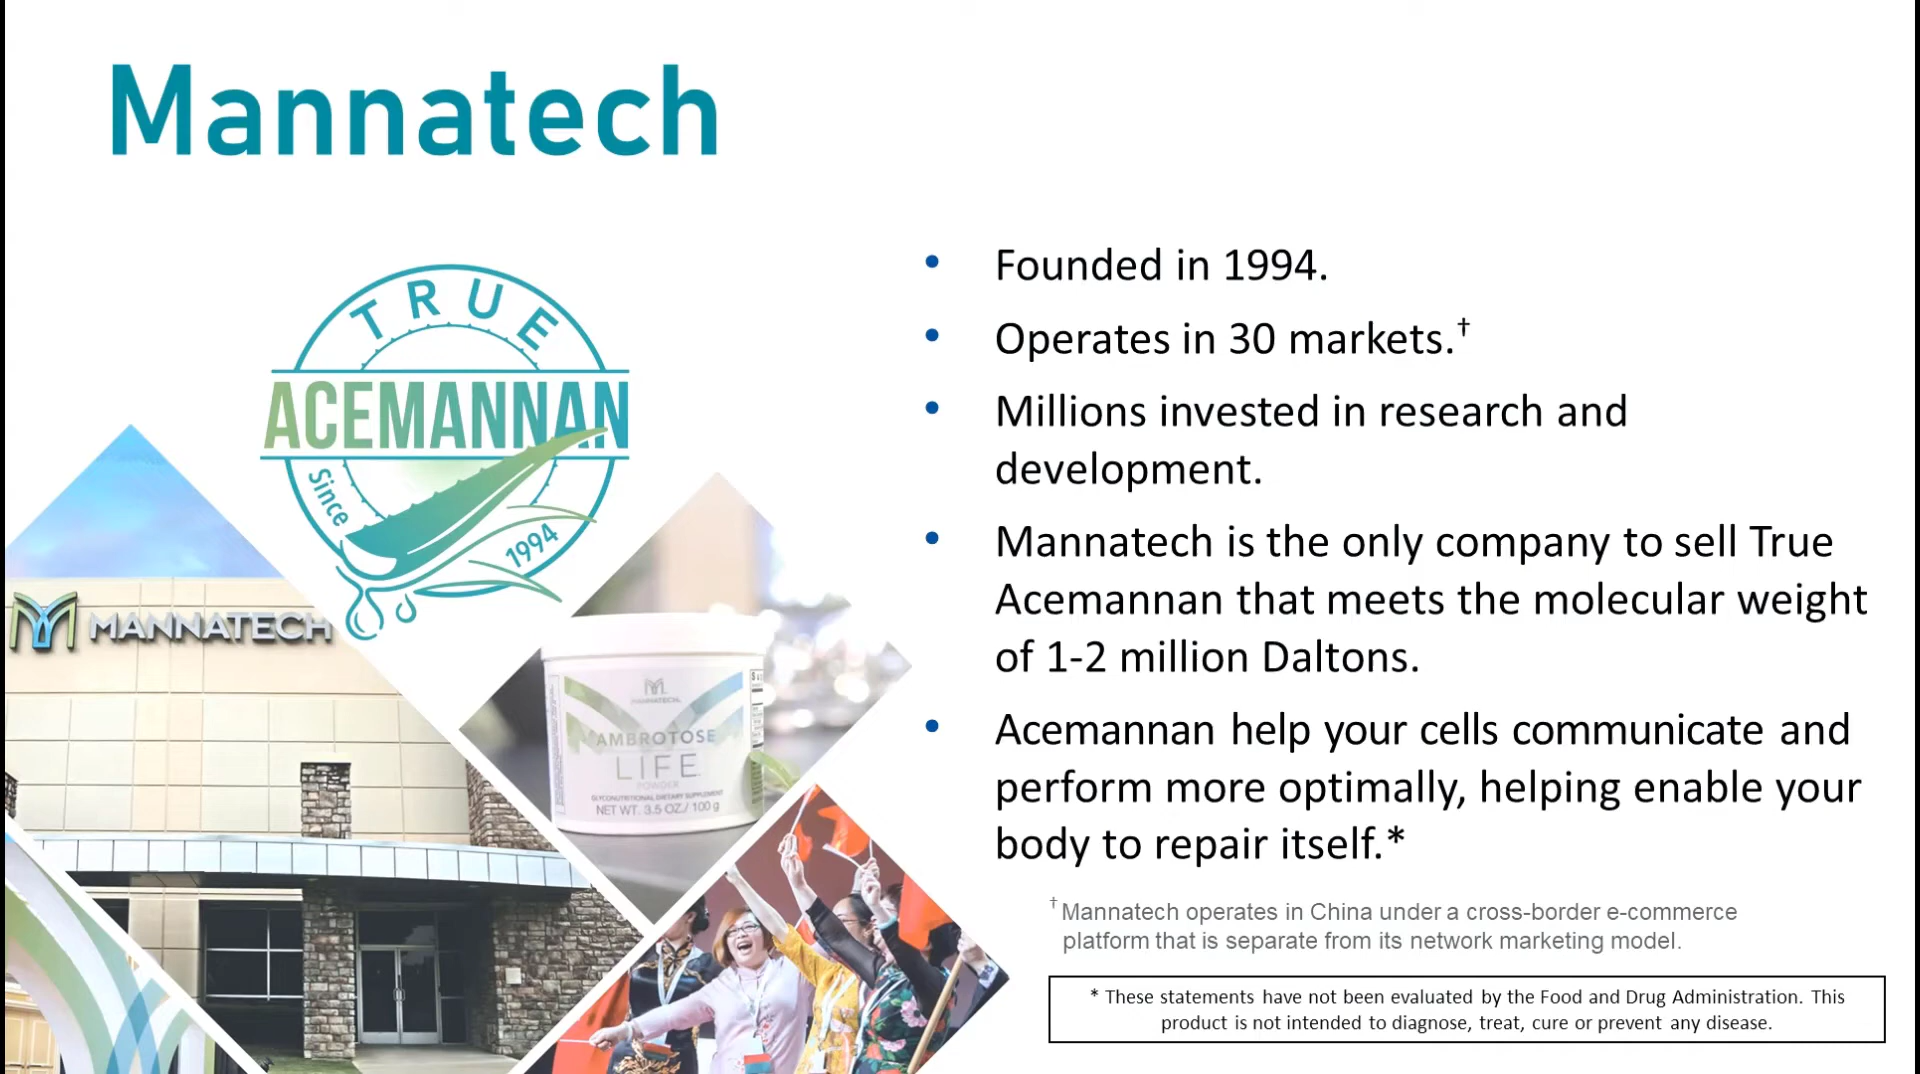 Mannatech
TRUE
ACEMANNAN
Since
1994
MANNATECH
MANNATECH
AMBROTOSE
LIFE
POWDER
GLYCONUTRITIONAL DIETARY SUPPLEMENT
NET WT. 3.5 OZ./ 100 g
• Founded in 1994.
• Operates in 30 markets.†
• Millions invested in research and
development.
• Mannatech is the only company to sell True
Acemannan that meets the molecular weight
of 1-2 million Daltons.
• Acemannan help your cells communicate and
perform more optimally, helping enable your
body to repair itself.*
† Mannatech operates in China under a cross-border e-commerce
platform that is separate from its network marketing model.
* These statements have not been evaluated by the Food and Drug Administration. This
product is not intended to diagnose, treat, cure or prevent any disease.